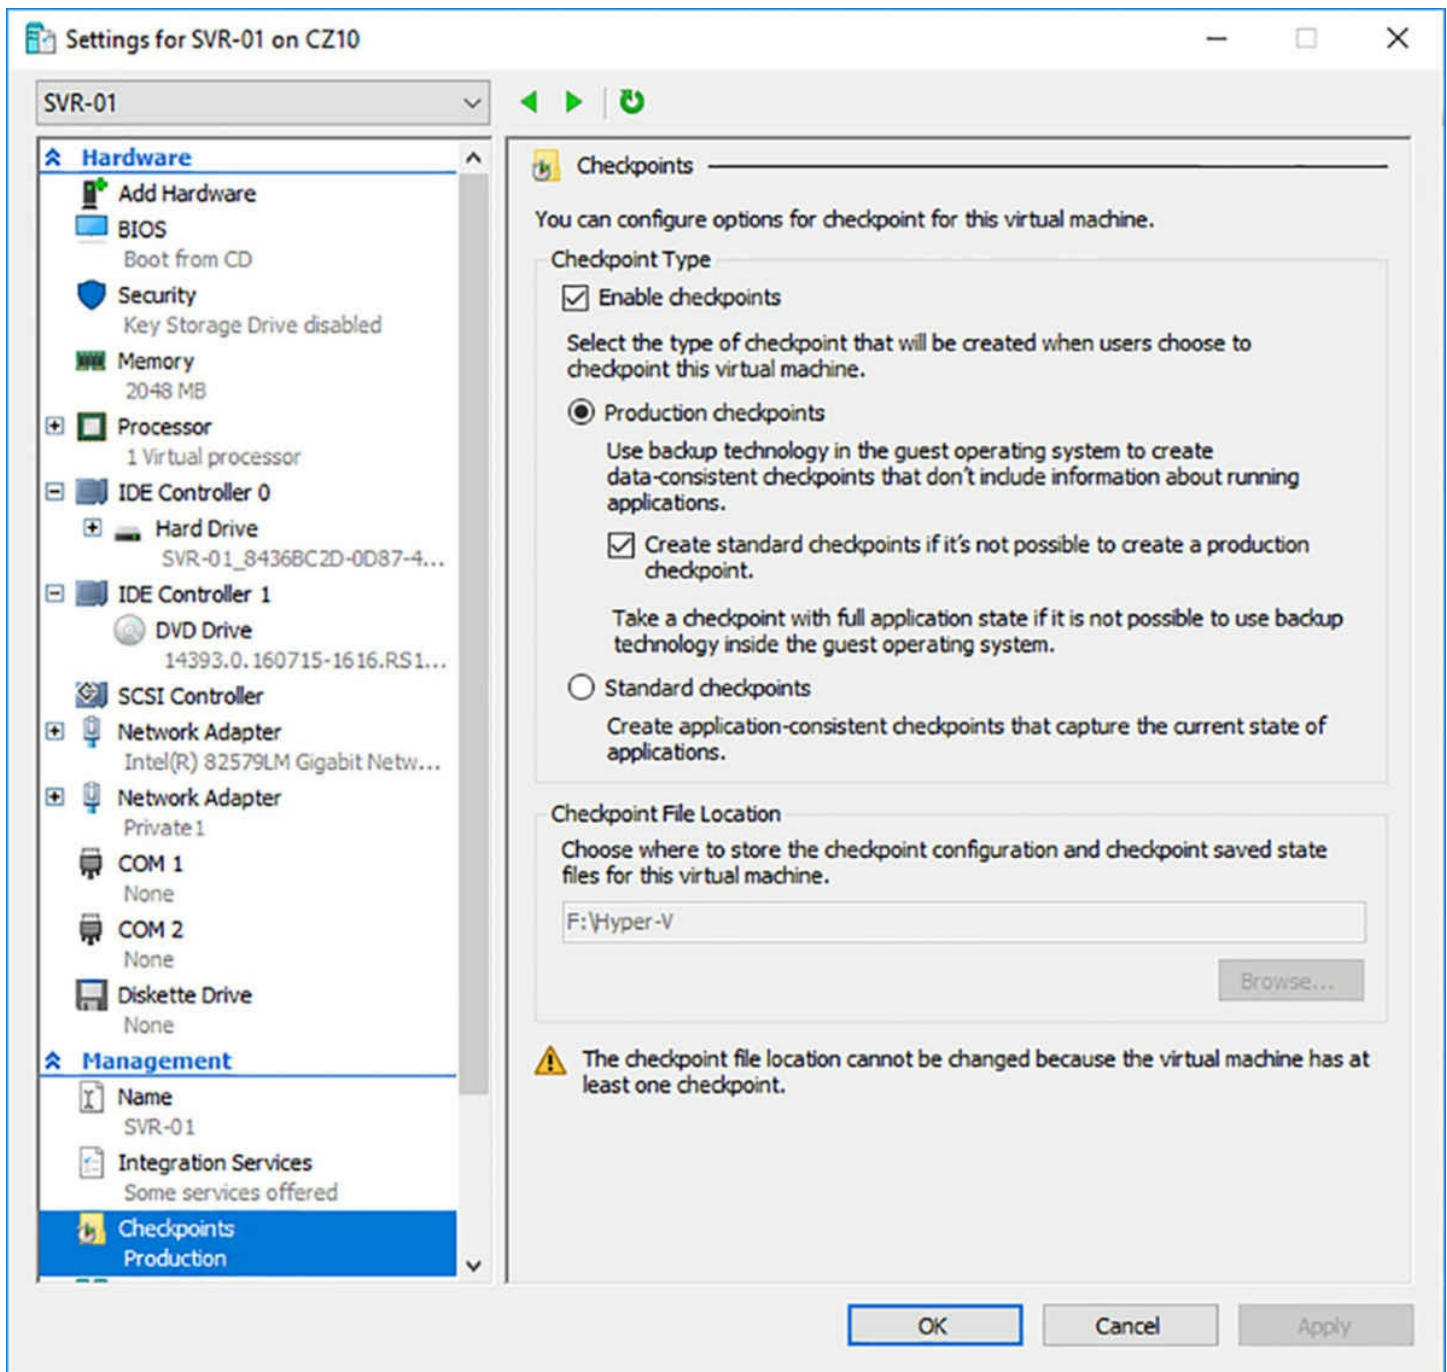 Settings for SVR-01 on CZ10
SVR-01
Hardware
Add Hardware
BIOS
Boot from CD
Security
Key Storage Drive disabled
Memory
2048 MB
Processor
1 Virtual processor
IDE Controller 0
Hard Drive
SVR-01_8436BC2D-0D87-4...
IDE Controller 1
DVD Drive
14393.0.160715-1616.RS1...
SCSI Controller
Network Adapter
Intel(R) 82579LM Gigabit Netw...
Network Adapter
Private1
COM 1
None
COM 2
None
Diskette Drive
None
Management
Name
SVR-01
Integration Services
Some services offered
Checkpoints
Production
Checkpoints
You can configure options for checkpoint for this virtual machine.
Checkpoint Type
Enable checkpoints
Select the type of checkpoint that will be created when users choose to
checkpoint this virtual machine.
Production checkpoints
Use backup technology in the guest operating system to create
data-consistent checkpoints that don't include information about running
applications.
Create standard checkpoints if it's not possible to create a production
checkpoint.
Take a checkpoint with full application state if it is not possible to use backup
technology inside the guest operating system.
Standard checkpoints
Create application-consistent checkpoints that capture the current state of
applications.
Checkpoint File Location
Choose where to store the checkpoint configuration and checkpoint saved state
files for this virtual machine.
F:\Hyper-V
Browse...
The checkpoint file location cannot be changed because the virtual machine has at
least one checkpoint.
OK
Cancel
Apply